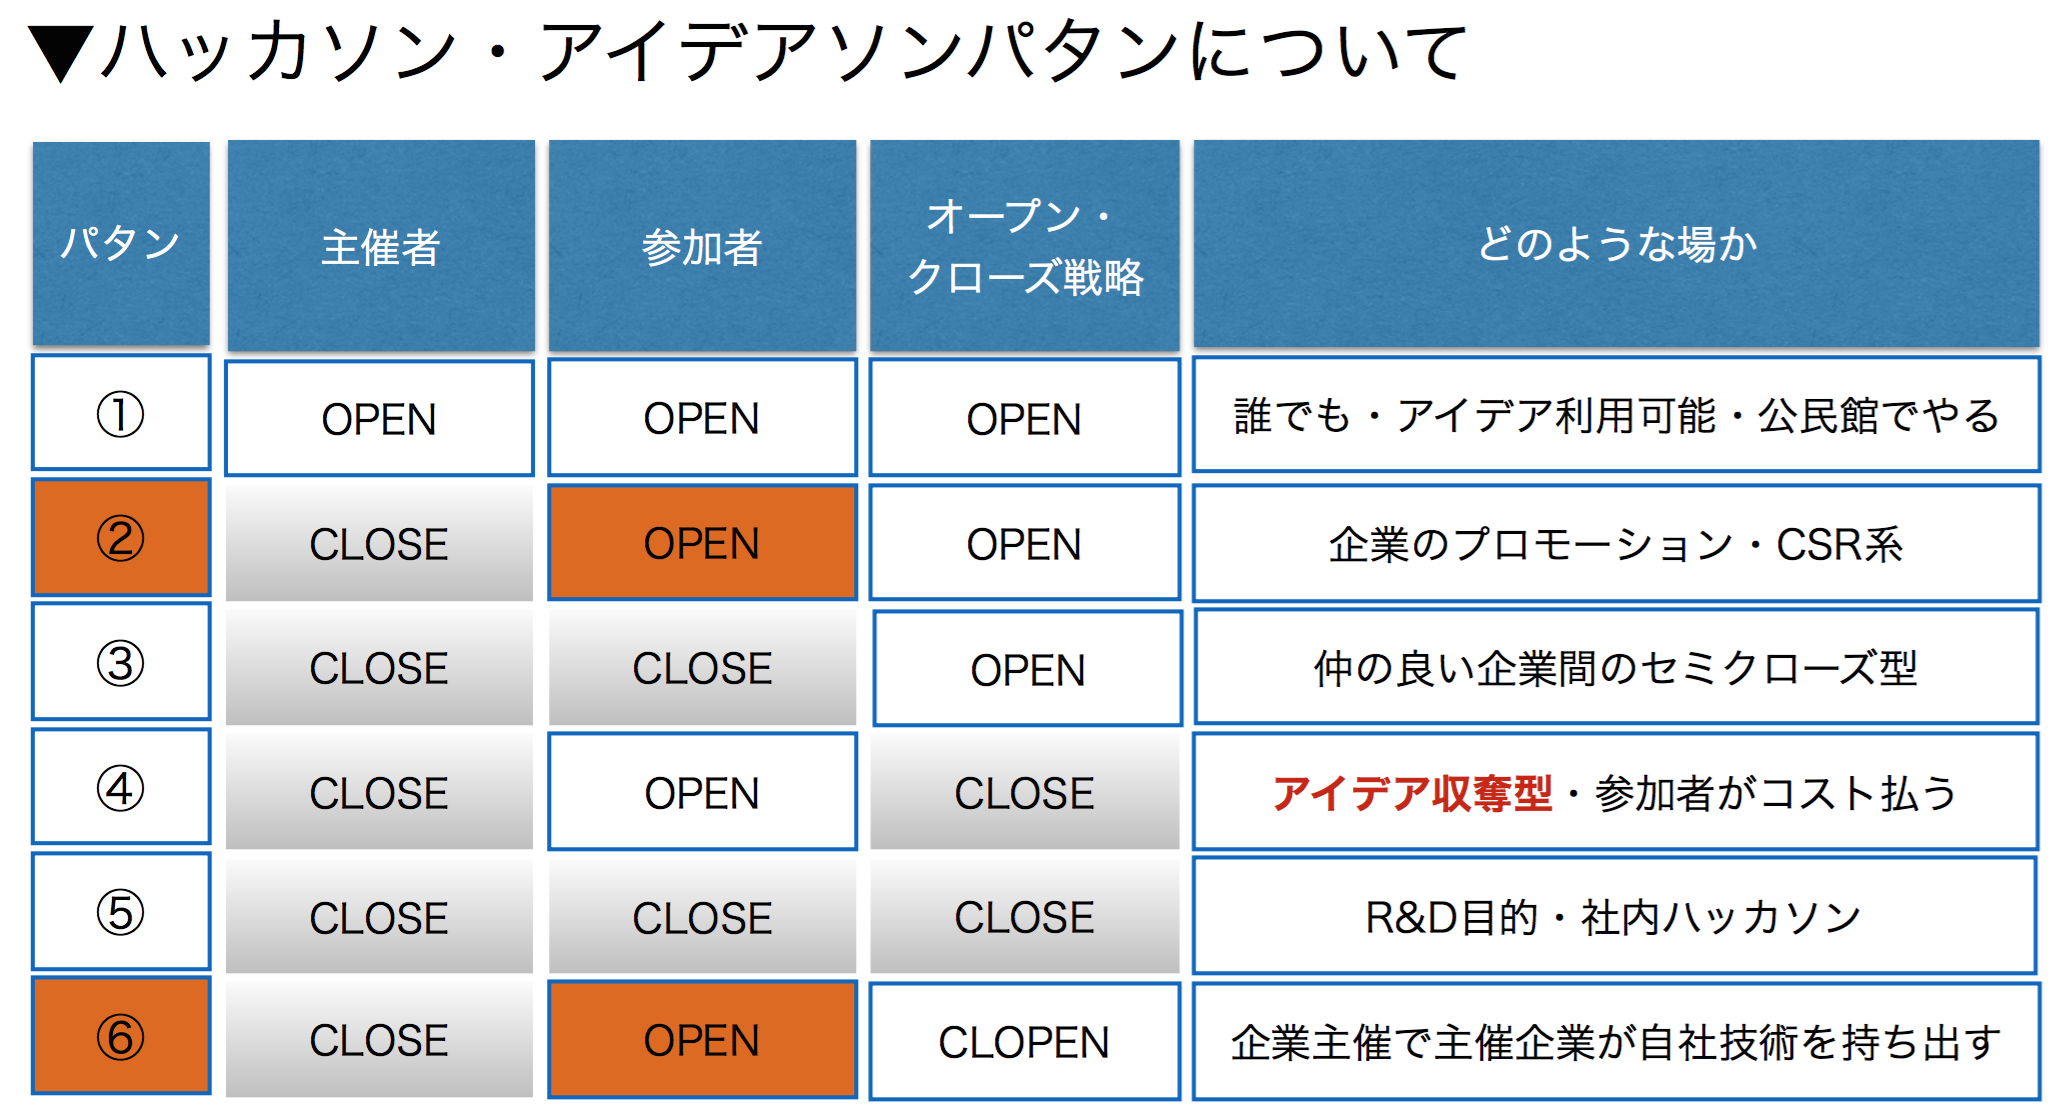 ▼ハッカソン・アイデアソンパタンについて
パタン
主催者
参加者
オープン・
クローズ戦略
どのような場か
①
OPEN
OPEN
OPEN
誰でも・アイデア利用可能・公民館でやる
②
CLOSE
OPEN
OPEN
企業のプロモーション・CSR系
③
CLOSE
CLOSE
OPEN
仲の良い企業間のセミクローズ型
④
CLOSE
OPEN
CLOSE
アイデア収奪型・参加者がコスト払う
⑤
CLOSE
CLOSE
CLOSE
R&D目的・社内ハッカソン
⑥
CLOSE
OPEN
CLOPEN
企業主催で主催企業が自社技術を持ち出す